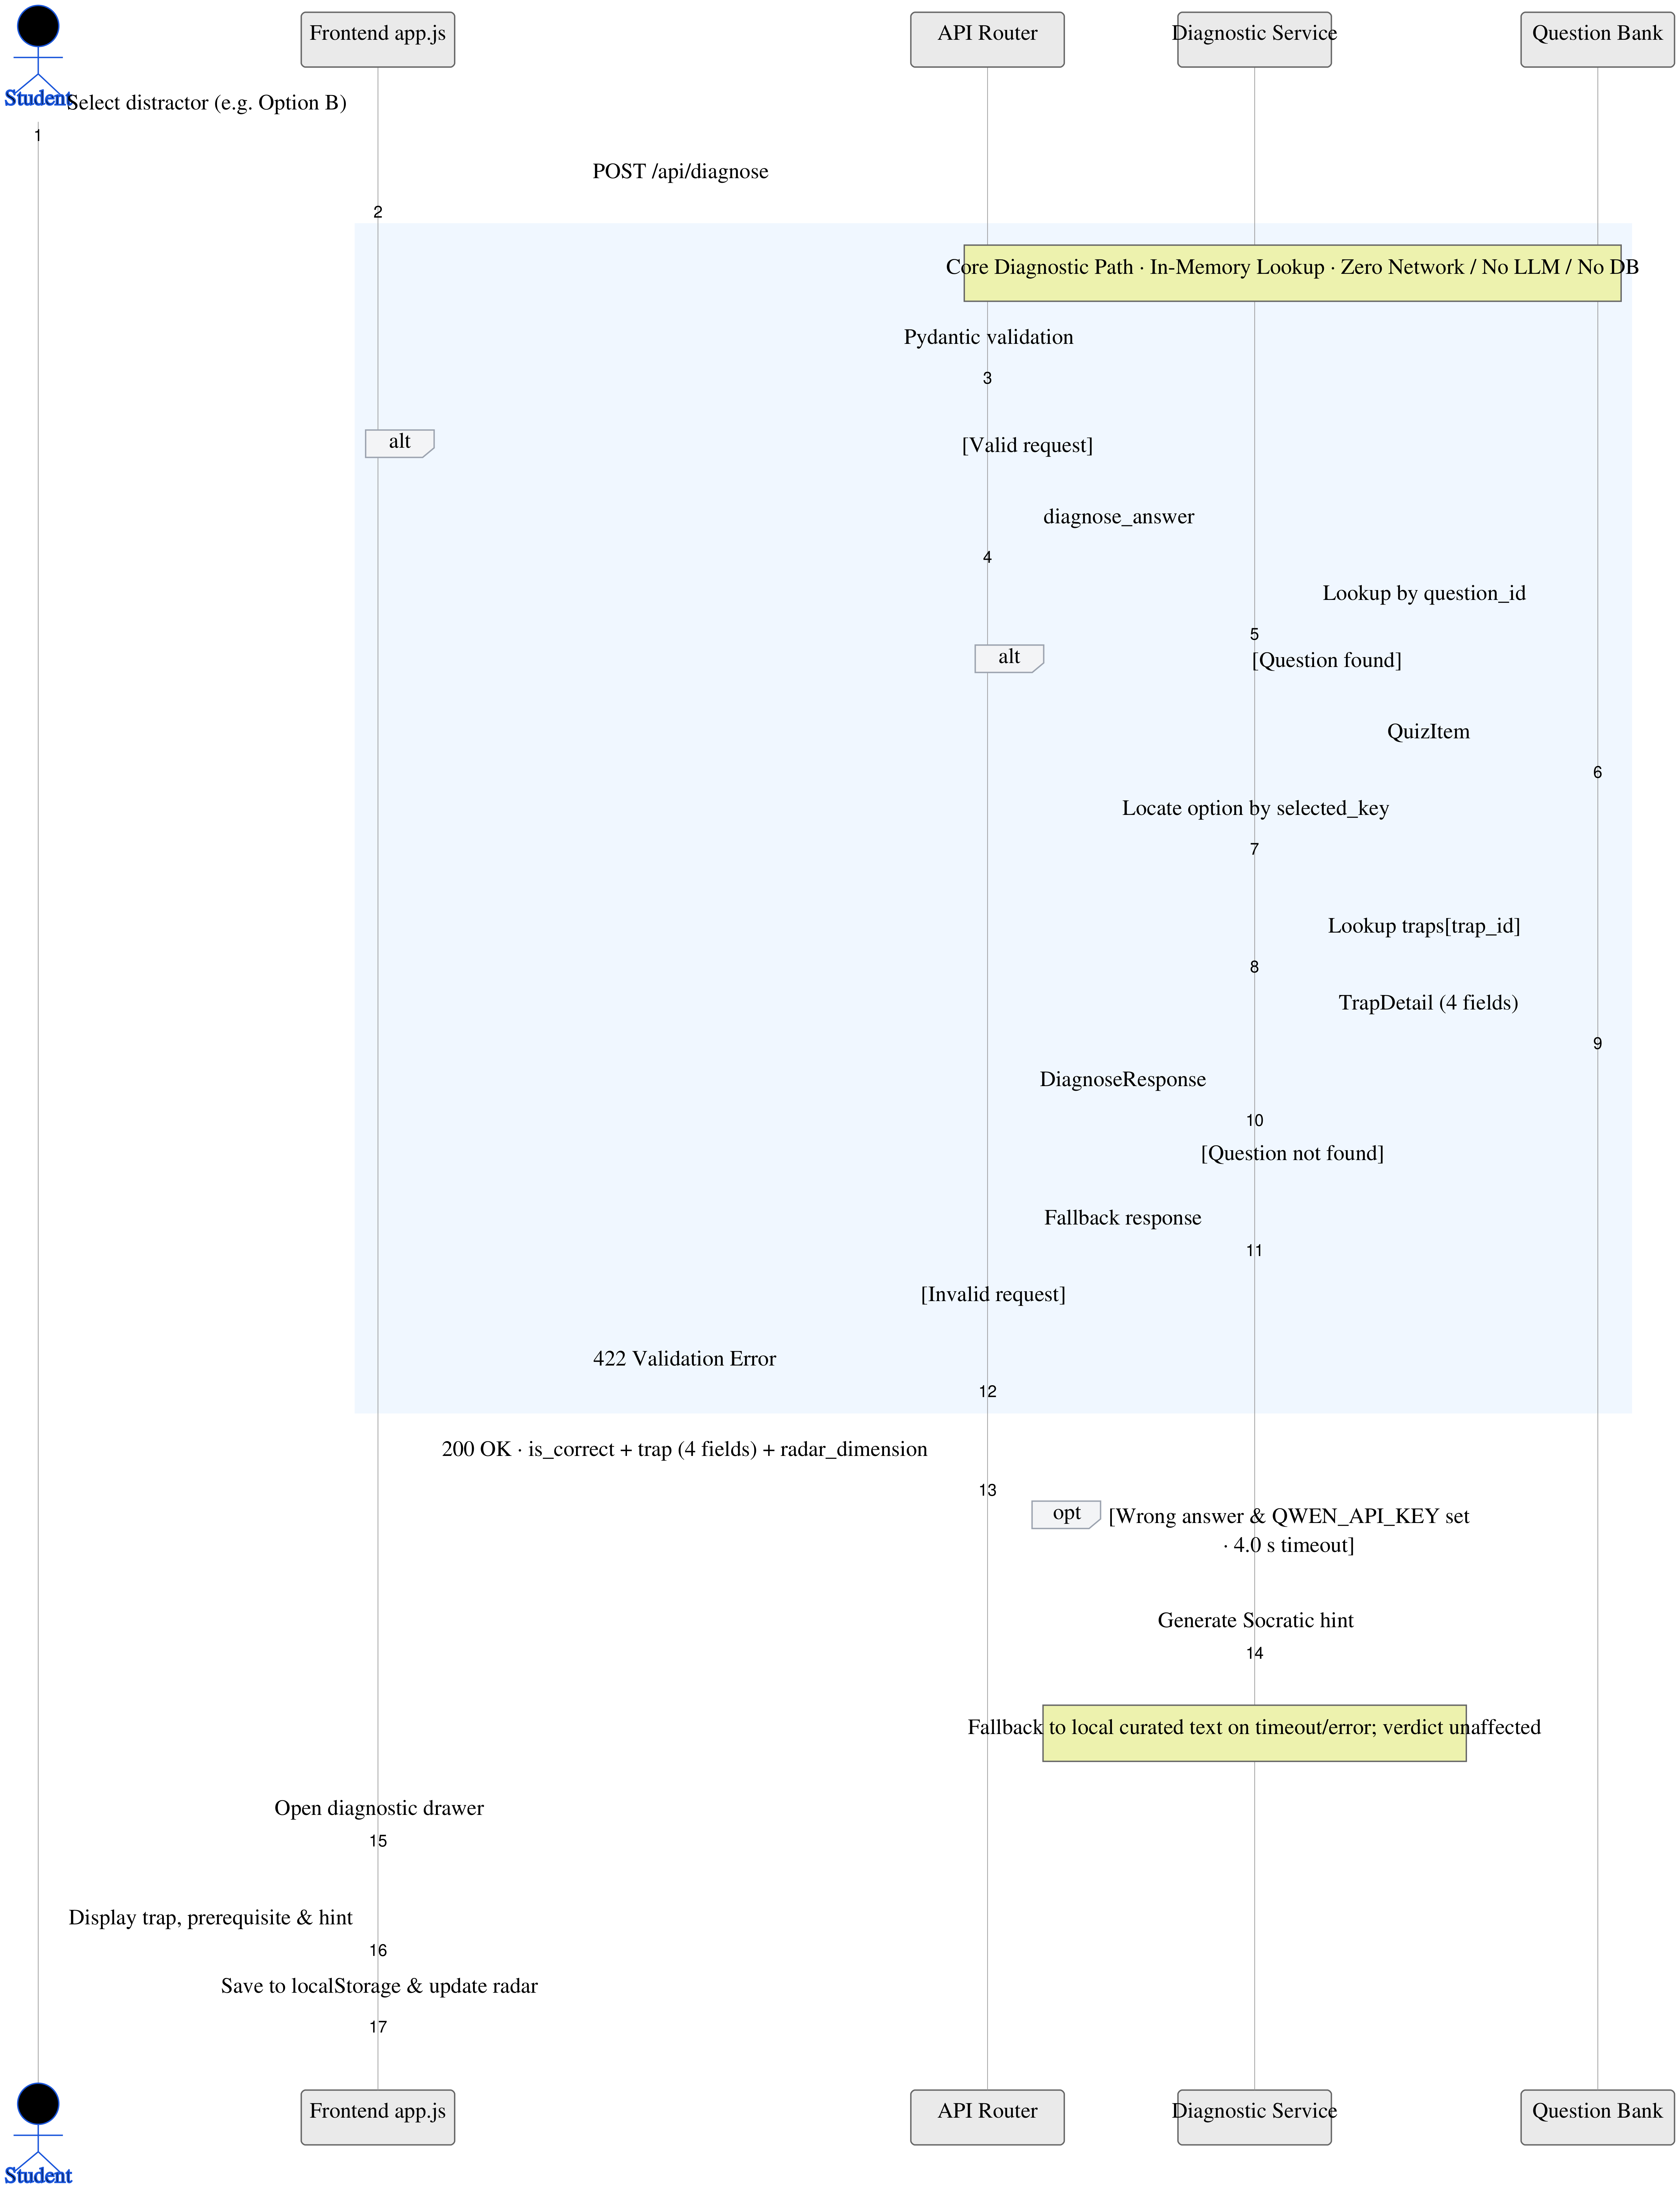 Frontend app.js
API Router
Diagnostic Service
Question Bank
Student
Select distractor (e.g. Option B)
1
POST /api/diagnose
2
Core Diagnostic Path · In-Memory Lookup · Zero Network / No LLM / No DB
Pydantic validation
3
alt
[Valid request]
diagnose_answer
4
Lookup by question_id
5
alt
[Question found]
QuizItem
6
Locate option by selected_key
7
Lookup traps[trap_id]
8
TrapDetail (4 fields)
9
DiagnoseResponse
10
[Question not found]
Fallback response
11
[Invalid request]
422 Validation Error
12
200 OK · is_correct + trap (4 fields) + radar_dimension
13
opt
[Wrong answer & QWEN_API_KEY set
· 4.0 s timeout]
Generate Socratic hint
14
Fallback to local curated text on timeout/error; verdict unaffected
Open diagnostic drawer
15
Display trap, prerequisite & hint
16
Save to localStorage & update radar
17
Frontend app.js
API Router
Diagnostic Service
Question Bank
Student